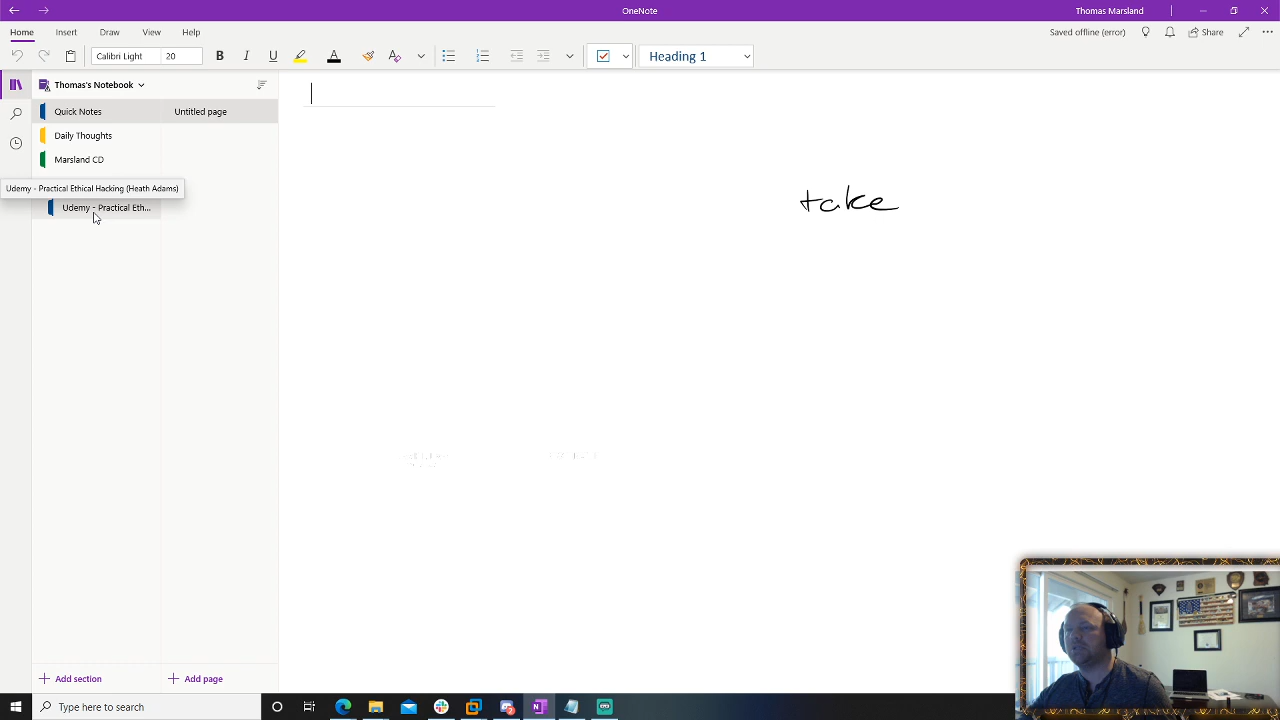 OneNote
Thomas Marsland
Home
Insert
Draw
View
Help
Saved offline (error)
Share
Calibri Light
20
B
I
U
A
Heading 1
Thomas's Notebook
Quick Notes
Untitled page
Daily Thoughts
Marsland CD
Udemy - Practical Ethical Hacking (Heath Adams)
Udemy - Practical Eth...
take
Add section
Add page
Type here to search